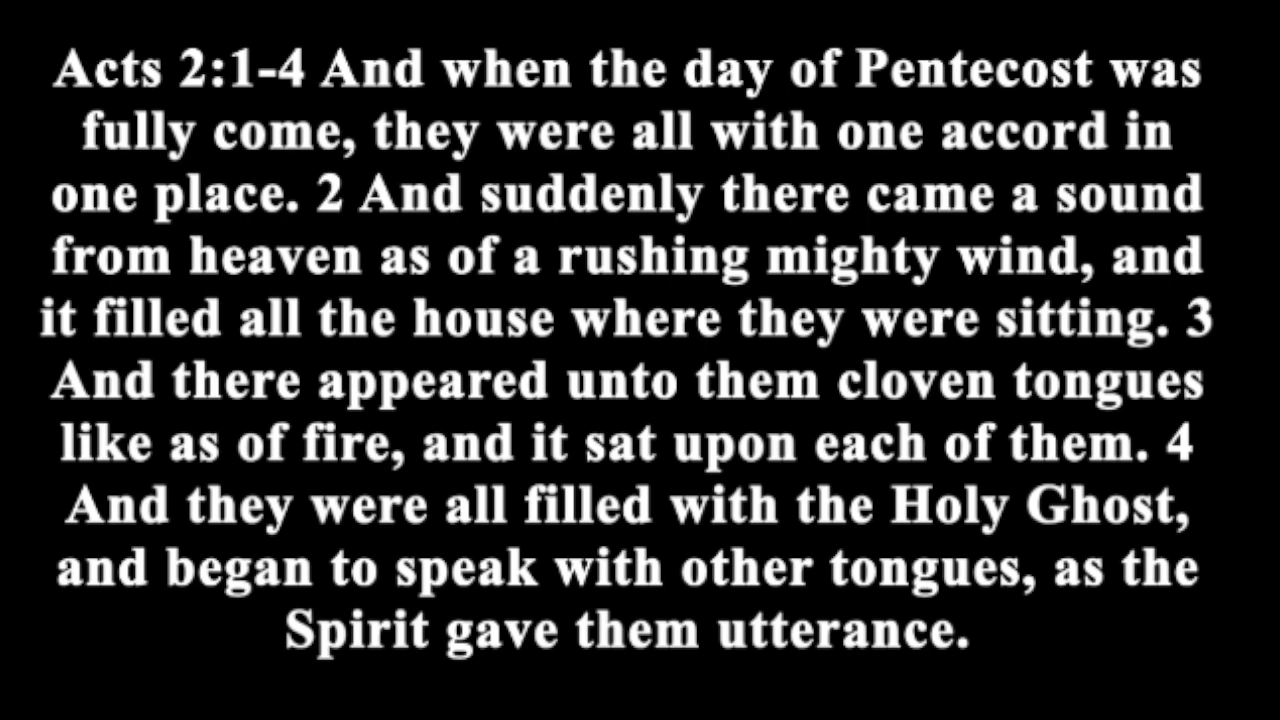 Acts 2:1-4 And when the day of Pentecost was
fully come, they were all with one accord in
one place. 2 And suddenly there came a sound
from heaven as of a rushing mighty wind, and
it filled all the house where they were sitting. 3
And there appeared unto them cloven tongues
like as of fire, and it sat upon each of them. 4
And they were all filled with the Holy Ghost,
and began to speak with other tongues, as the
Spirit gave them utterance.